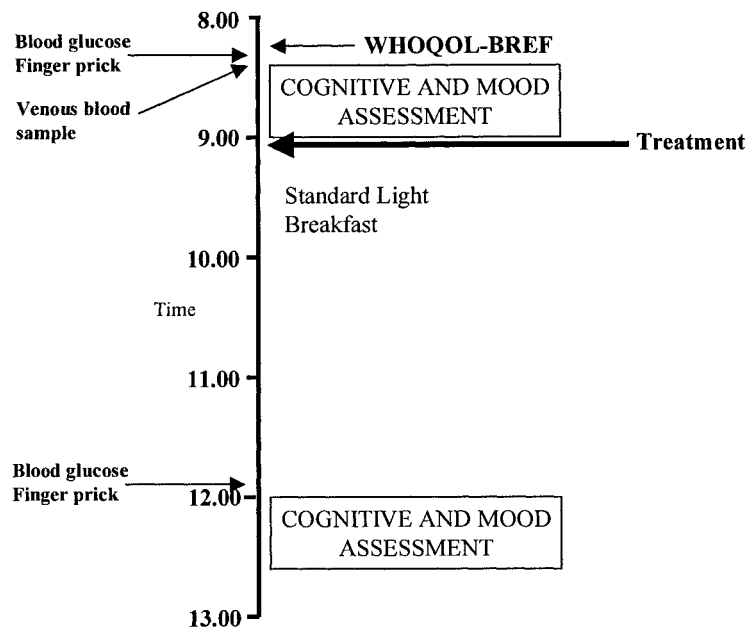 8.00
Blood glucose
Finger prick
WHOQOL-BREF
Venous blood
sample
COGNITIVE AND MOOD
ASSESSMENT
9.00
Treatment
Standard Light
Breakfast
10.00
Time
11.00
Blood glucose
Finger prick
12.00
COGNITIVE AND MOOD
ASSESSMENT
13.00